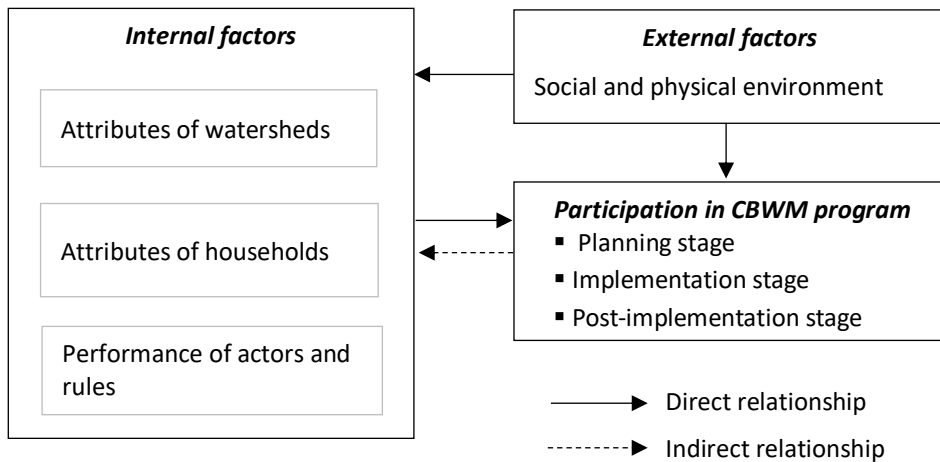 Internal factors
Attributes of watersheds
Attributes of households
Performance of actors and
rules
External factors
Social and physical environment
Participation in CBWM program
▪ Planning stage
▪ Implementation stage
▪ Post-implementation stage
Direct relationship
Indirect relationship